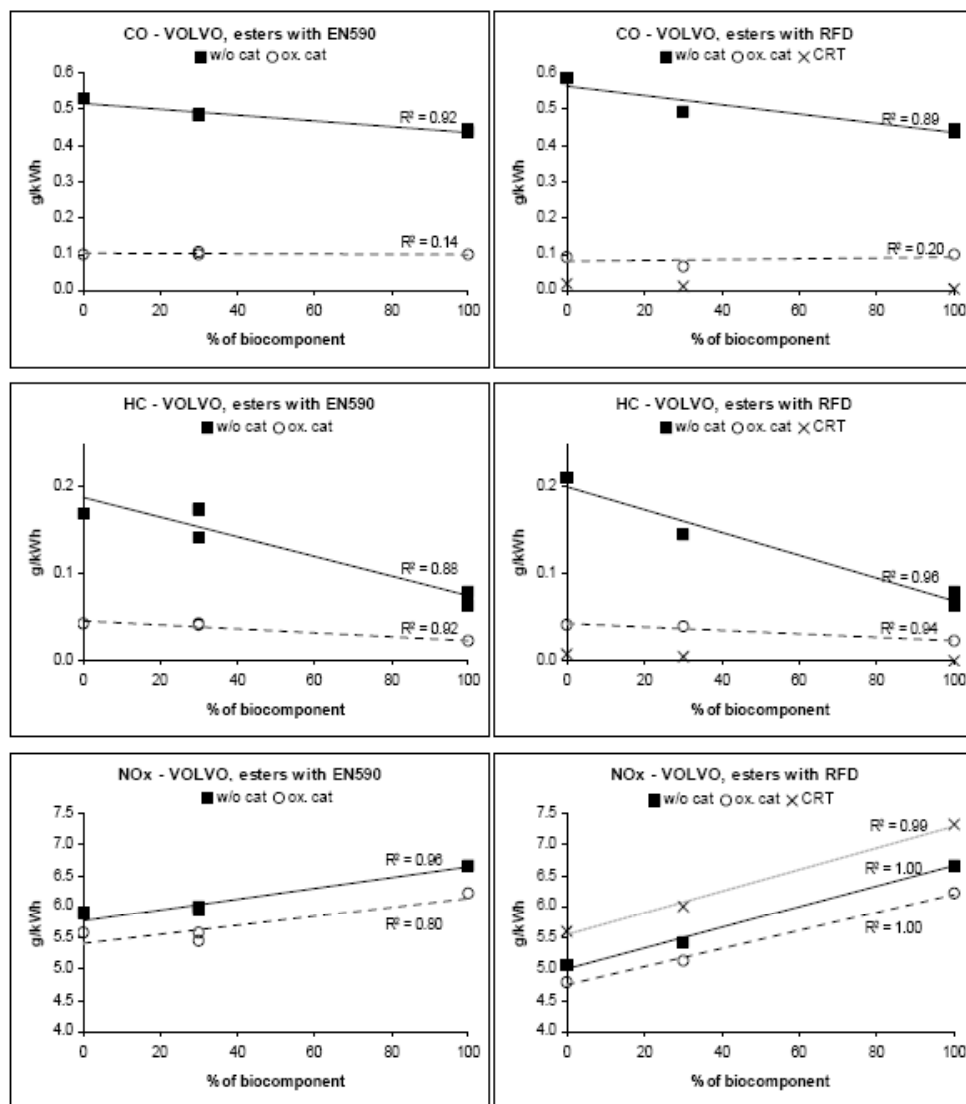 CO - VOLVO, esters with EN590
■ w/o cat ○ ox. cat
0.6
0.5
0.4
0.3
0.2
0.1
0.0
g/kWh
R² = 0.92
R² = 0.14
0 20 40 60 80 100
% of biocomponent
CO - VOLVO, esters with RFD
■ w/o cat ○ ox. cat × CRT
0.6
0.5
0.4
0.3
0.2
0.1
0.0
g/kWh
R² = 0.89
R² = 0.20
0 20 40 60 80 100
% of biocomponent
HC - VOLVO, esters with EN590
■ w/o cat ○ ox. cat
0.2
0.1
0.0
g/kWh
R² = 0.88
R² = 0.92
0 20 40 60 80 100
% of biocomponent
HC - VOLVO, esters with RFD
■ w/o cat ○ ox. cat × CRT
0.2
0.1
0.0
g/kWh
R² = 0.96
R² = 0.94
0 20 40 60 80 100
% of biocomponent
NOx - VOLVO, esters with EN590
■ w/o cat ○ ox. cat
7.5
7.0
6.5
6.0
5.5
5.0
4.5
4.0
g/kWh
R² = 0.96
R² = 0.80
0 20 40 60 80 100
% of biocomponent
NOx - VOLVO, esters with RFD
■ w/o cat ○ ox. cat × CRT
7.5
7.0
6.5
6.0
5.5
5.0
4.5
4.0
g/kWh
R² = 0.99
R² = 1.00
R² = 1.00
0 20 40 60 80 100
% of biocomponent